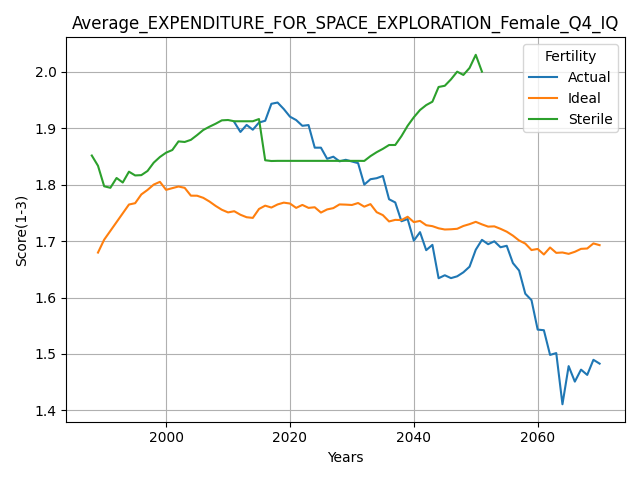 Average_EXPENDITURE_FOR_SPACE_EXPLORATION_Female_Q4_IQ
Fertility
Actual
Ideal
Sterile
Score(1-3)
2.0
1.9
1.8
1.7
1.6
1.5
1.4
2000 2020 2040 2060
Years